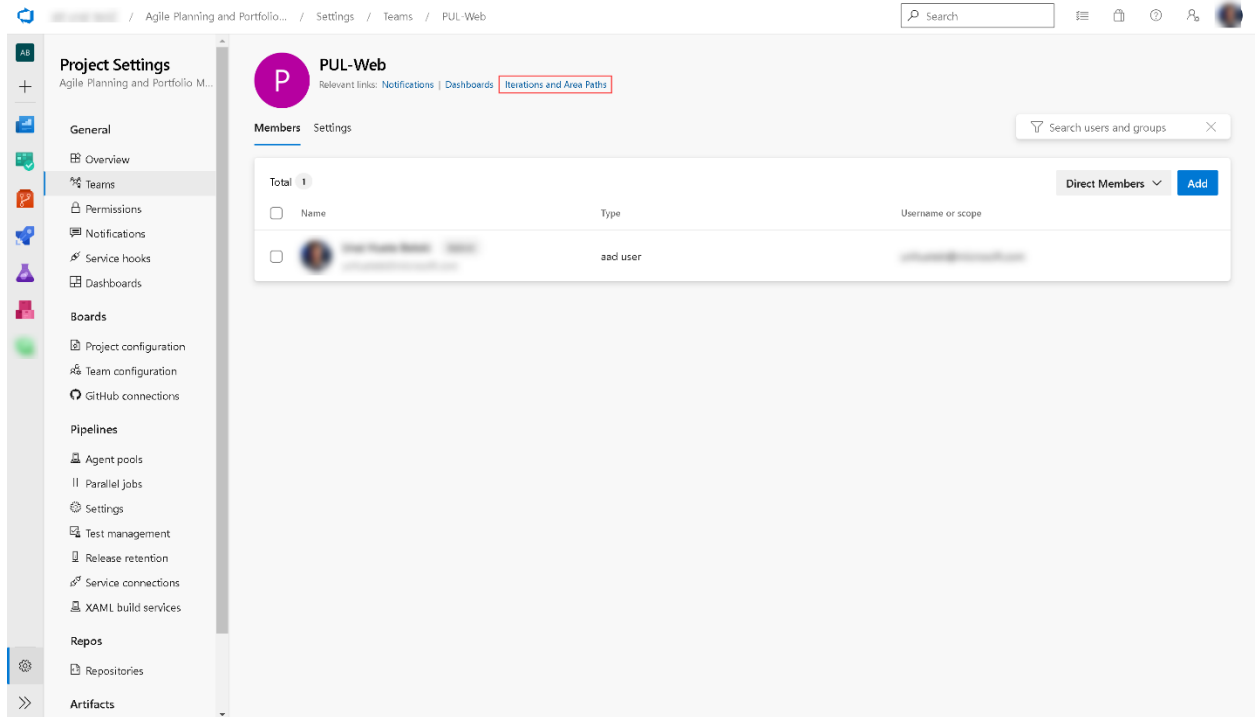 / Agile Planning and Portfolio... / Settings / Teams / PUL-Web
Search
AB
Project Settings
Agile Planning and Portfolio M...
General
Overview
Teams
Permissions
Notifications
Service hooks
Dashboards
Boards
Project configuration
Team configuration
GitHub connections
Pipelines
Agent pools
Parallel jobs
Settings
Test management
Release retention
Service connections
XAML build services
Repos
Repositories
Artifacts
P
PUL-Web
Relevant links: Notifications | Dashboards Iterations and Area Paths
Members Settings
Search users and groups
Total 1
Direct Members
Add
Name Type Username or scope
aad user